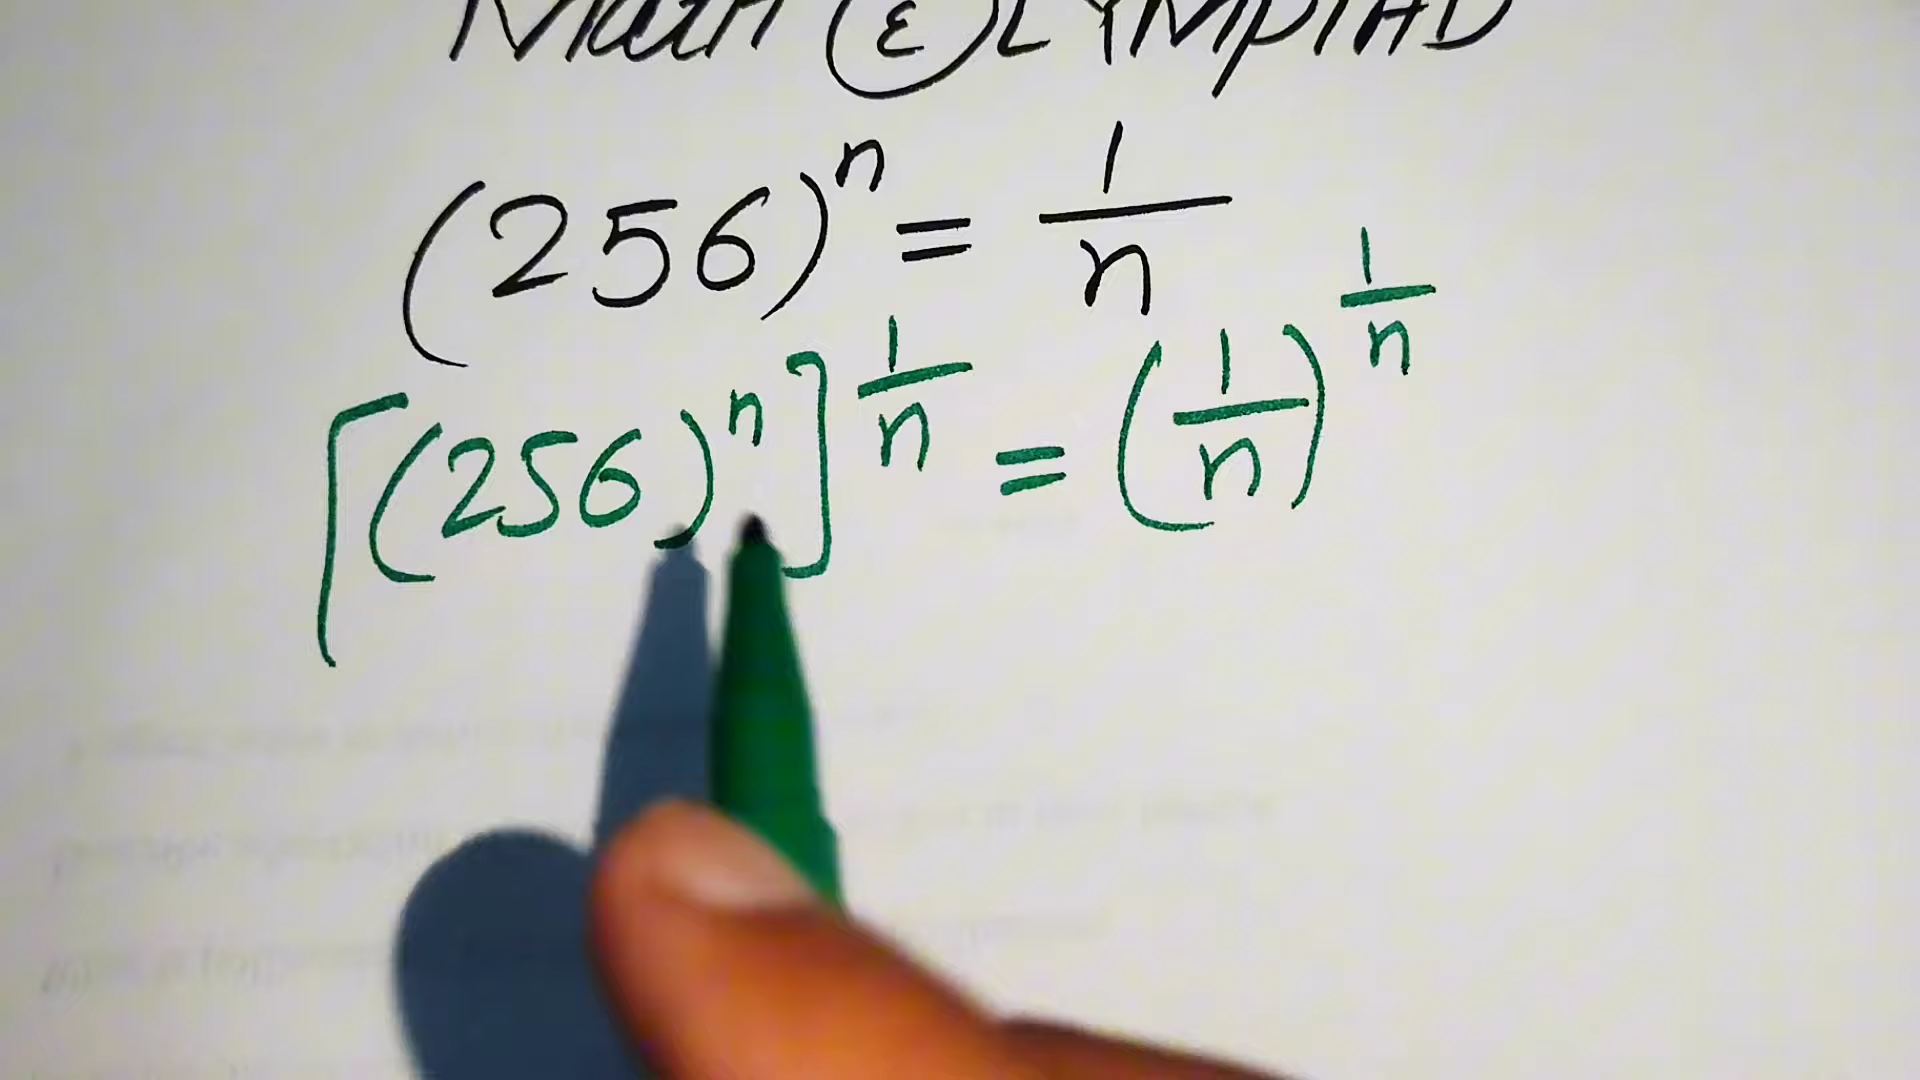 Math OLYMPIAD
(256)^n = 1/n
[(256)^n]^(1/n) = (1/n)^(1/n)